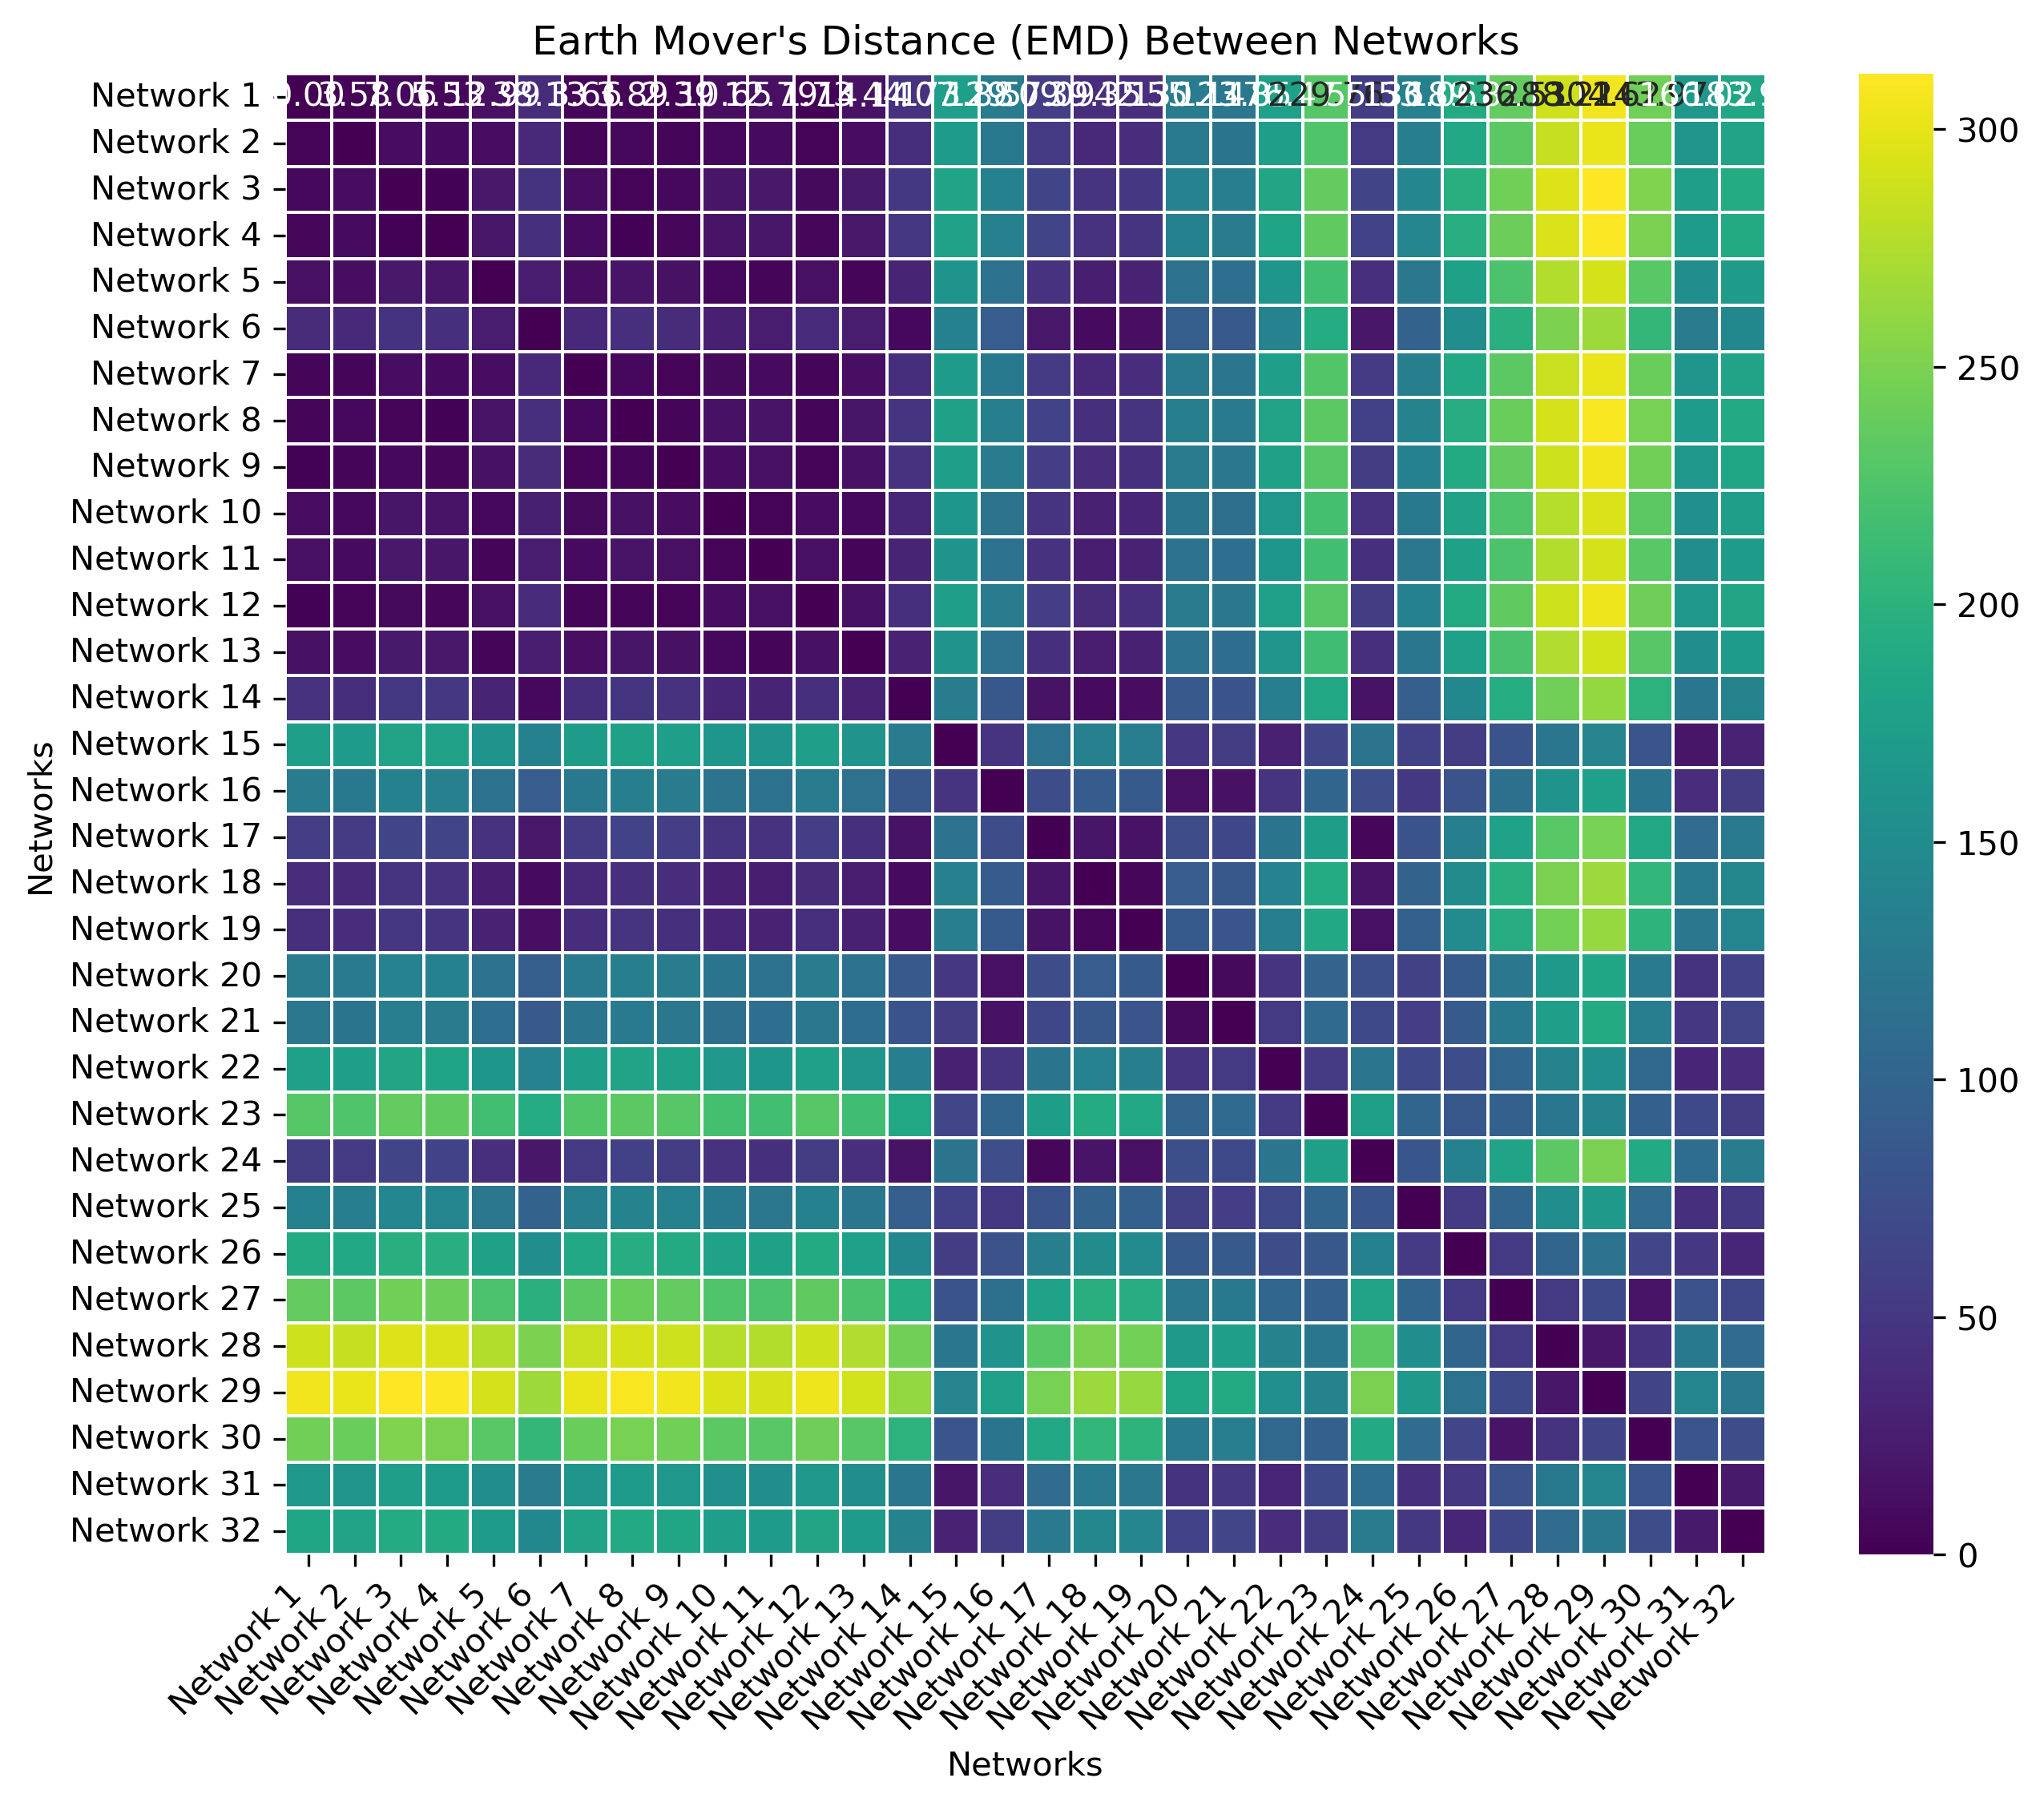 Earth Mover's Distance (EMD) Between Networks
Network 1
Network 2
Network 3
Network 4
Network 5
Network 6
Network 7
Network 8
Network 9
Network 10
Network 11
Network 12
Network 13
Network 14
Network 15
Network 16
Network 17
Network 18
Network 19
Network 20
Network 21
Network 22
Network 23
Network 24
Network 25
Network 26
Network 27
Network 28
Network 29
Network 30
Network 31
Network 32
Networks
300
250
200
150
100
50
0
Network 1
Network 2
Network 3
Network 4
Network 5
Network 6
Network 7
Network 8
Network 9
Network 10
Network 11
Network 12
Network 13
Network 14
Network 15
Network 16
Network 17
Network 18
Network 19
Network 20
Network 21
Network 22
Network 23
Network 24
Network 25
Network 26
Network 27
Network 28
Network 29
Network 30
Network 31
Network 32
Networks